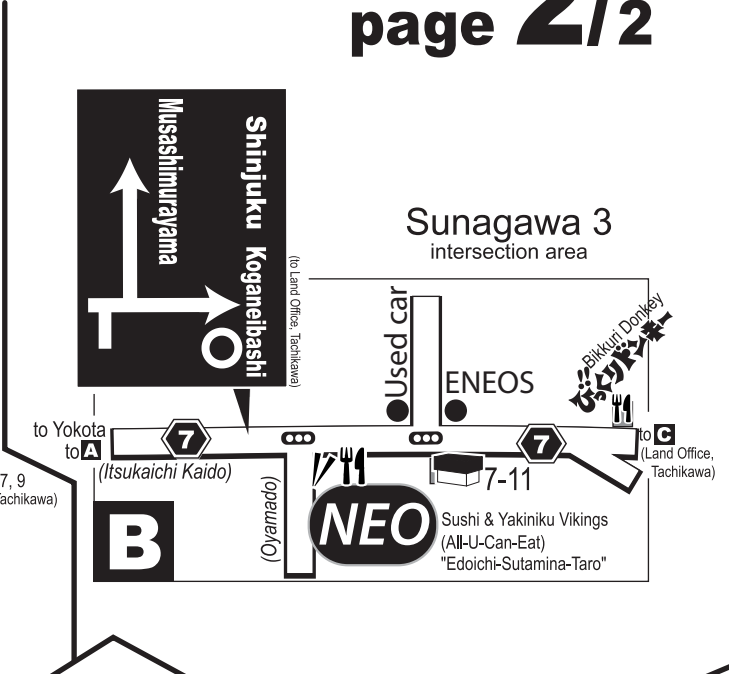 page 2/2
Musashimurayama
Shinjuku Koganeibashi
(to Land Office, Tachikawa)
Sunagawa 3
intersection area
Used car
ENEOS
Bikkuri Donkey
びっくりドンキー
to Yokota
to A
7
7
to C
(Land Office,
Tachikawa)
(Itsukaichi Kaido)
7, 9
achikawa)
(Oyamado)
7-11
B
NEO
Sushi & Yakiniku Vikings
(All-U-Can-Eat)
"Edoichi-Sutamina-Taro"